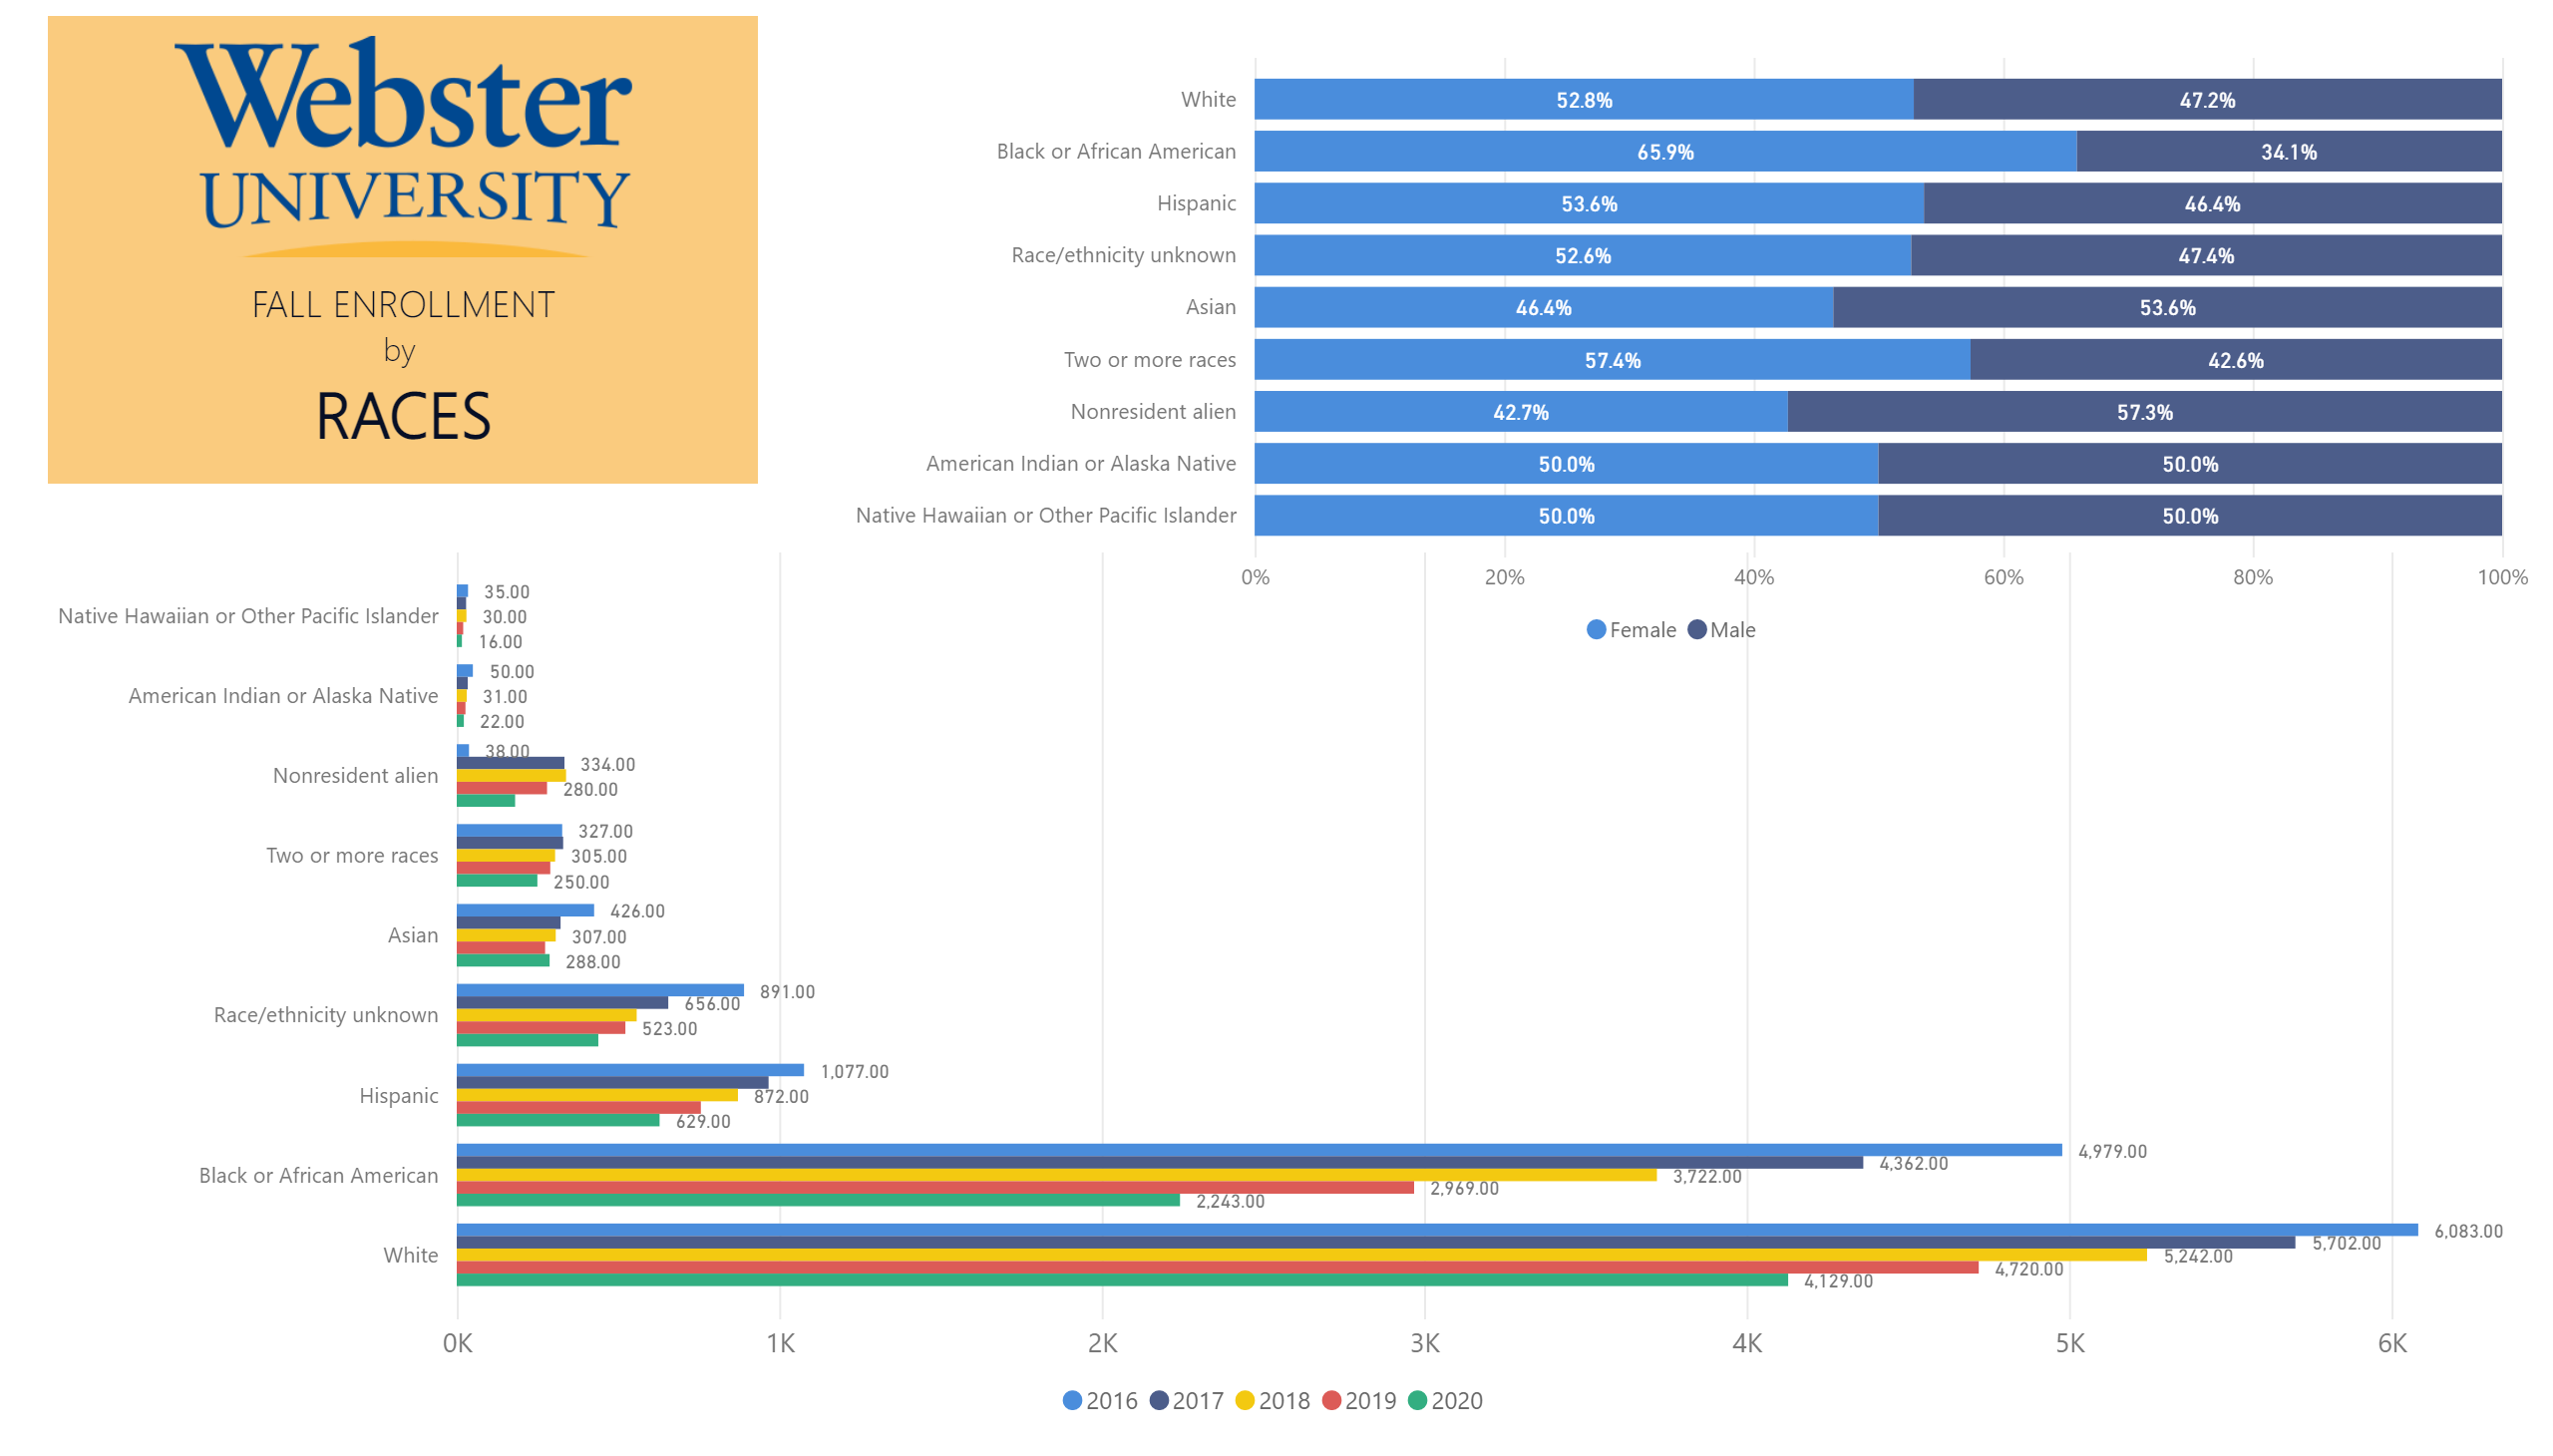 Webster
UNIVERSITY
FALL ENROLLMENT
by
RACES
White 52.8% 47.2%
Black or African American 65.9% 34.1%
Hispanic 53.6% 46.4%
Race/ethnicity unknown 52.6% 47.4%
Asian 46.4% 53.6%
Two or more races 57.4% 42.6%
Nonresident alien 42.7% 57.3%
American Indian or Alaska Native 50.0% 50.0%
Native Hawaiian or Other Pacific Islander 50.0% 50.0%
0% 20% 40% 60% 80% 100%
Female Male
Native Hawaiian or Other Pacific Islander
35.00
30.00
16.00
American Indian or Alaska Native
50.00
31.00
22.00
Nonresident alien
38.00
334.00
280.00
Two or more races
327.00
305.00
250.00
Asian
426.00
307.00
288.00
Race/ethnicity unknown
891.00
656.00
523.00
Hispanic
1,077.00
872.00
629.00
Black or African American
4,979.00
4,362.00
3,722.00
2,969.00
2,243.00
White
6,083.00
5,702.00
5,242.00
4,720.00
4,129.00
0K 1K 2K 3K 4K 5K 6K
2016 2017 2018 2019 2020